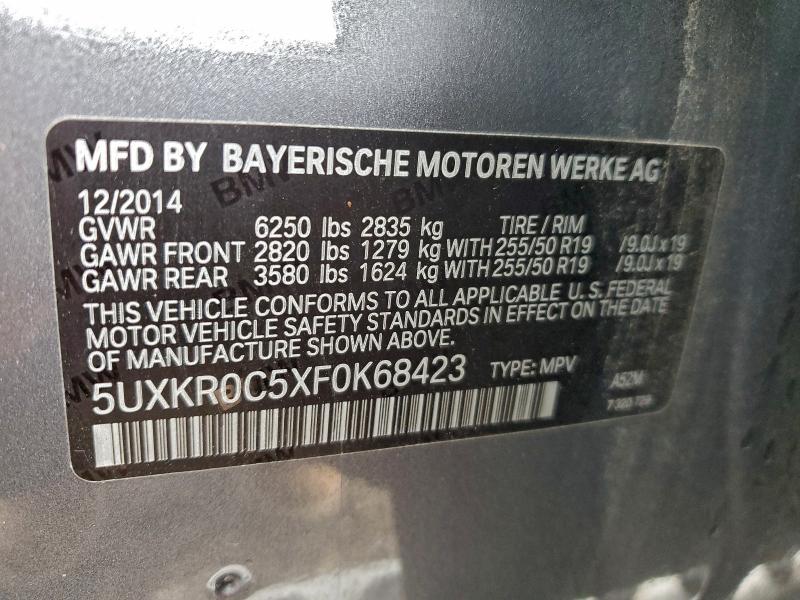 MFD BY BAYERISCHE MOTOREN WERKE AG
12/2014
GVWR 6250 lbs 2835 kg TIRE / RIM
GAWR FRONT 2820 lbs 1279 kg WITH 255/50 R19 /9.0J x 19
GAWR REAR 3580 lbs 1624 kg WITH 255/50 R19 /9.0J x 19
THIS VEHICLE CONFORMS TO ALL APPLICABLE U.S. FEDERAL
MOTOR VEHICLE SAFETY STANDARDS IN EFFECT ON THE DATE
OF MANUFACTURE SHOWN ABOVE.
5UXKR0C5XF0K68423 TYPE: MPV A52M